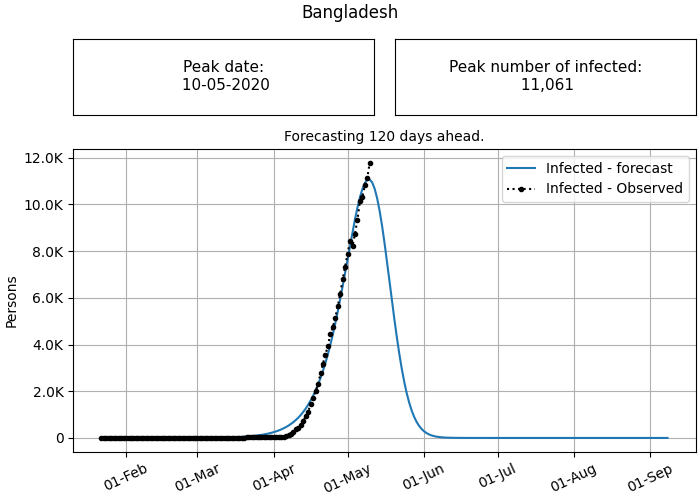 Bangladesh
Peak date:
10-05-2020
Peak number of infected:
11,061
Forecasting 120 days ahead.
12.0K
10.0K
8.0K
6.0K
4.0K
2.0K
0
Persons
Infected - forecast
Infected - Observed
01-Feb
01-Mar
01-Apr
01-May
01-Jun
01-Jul
01-Aug
01-Sep